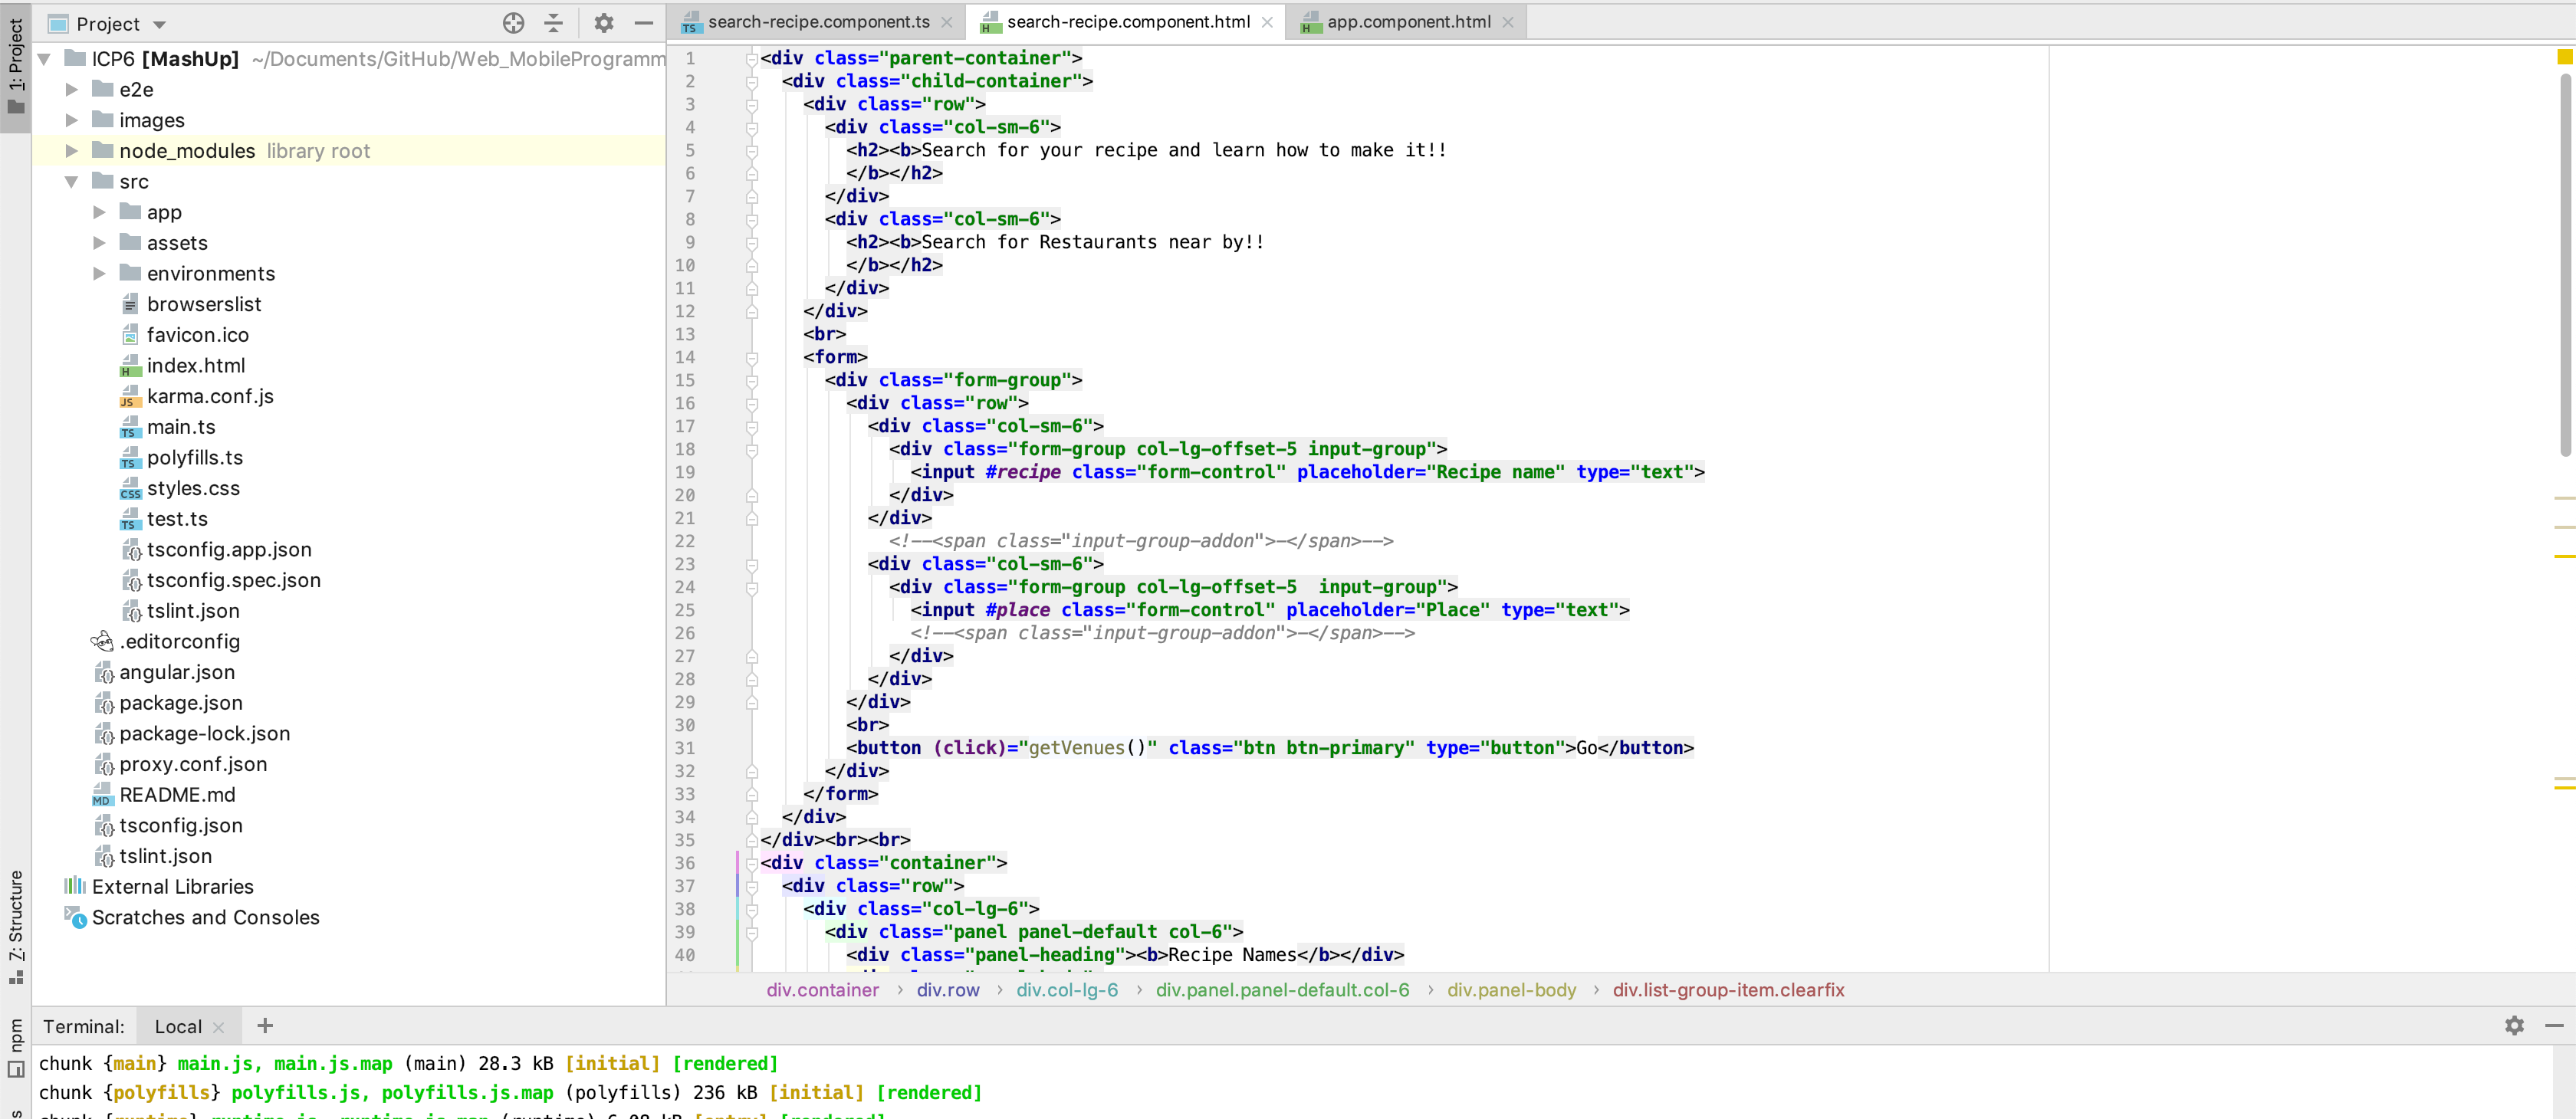 1: Project
Project
ICP6 [MashUp] ~/Documents/GitHub/Web_MobileProgramm
e2e
images
node_modules library root
src
app
assets
environments
browserslist
favicon.ico
index.html
karma.conf.js
main.ts
polyfills.ts
styles.css
test.ts
tsconfig.app.json
tsconfig.spec.json
tslint.json
.editorconfig
angular.json
package.json
package-lock.json
proxy.conf.json
README.md
tsconfig.json
tslint.json
External Libraries
Scratches and Consoles
Z: Structure
npm
search-recipe.component.ts
search-recipe.component.html
app.component.html
1 <div class="parent-container">
2 <div class="child-container">
3 <div class="row">
4 <div class="col-sm-6">
5 <h2><b>Search for your recipe and learn how to make it!!
6 </b></h2>
7 </div>
8 <div class="col-sm-6">
9 <h2><b>Search for Restaurants near by!!
10 </b></h2>
11 </div>
12 </div>
13 <br>
14 <form>
15 <div class="form-group">
16 <div class="row">
17 <div class="col-sm-6">
18 <div class="form-group col-lg-offset-5 input-group">
19 <input #recipe class="form-control" placeholder="Recipe name" type="text">
20 </div>
21 </div>
22 <!--<span class="input-group-addon">-</span>-->
23 <div class="col-sm-6">
24 <div class="form-group col-lg-offset-5  input-group">
25 <input #place class="form-control" placeholder="Place" type="text">
26 <!--<span class="input-group-addon">-</span>-->
27 </div>
28 </div>
29 </div>
30 <br>
31 <button (click)="getVenues()" class="btn btn-primary" type="button">Go</button>
32 </div>
33 </form>
34 </div>
35 </div><br><br>
36 <div class="container">
37 <div class="row">
38 <div class="col-lg-6">
39 <div class="panel panel-default col-6">
40 <div class="panel-heading"><b>Recipe Names</b></div>
div.container › div.row › div.col-lg-6 › div.panel.panel-default.col-6 › div.panel-body › div.list-group-item.clearfix
Terminal: Local +
chunk {main} main.js, main.js.map (main) 28.3 kB [initial] [rendered]
chunk {polyfills} polyfills.js, polyfills.js.map (polyfills) 236 kB [initial] [rendered]
chunk {runtime} runtime.js, runtime.js.map (runtime) 6.08 kB [entry] [rendered]